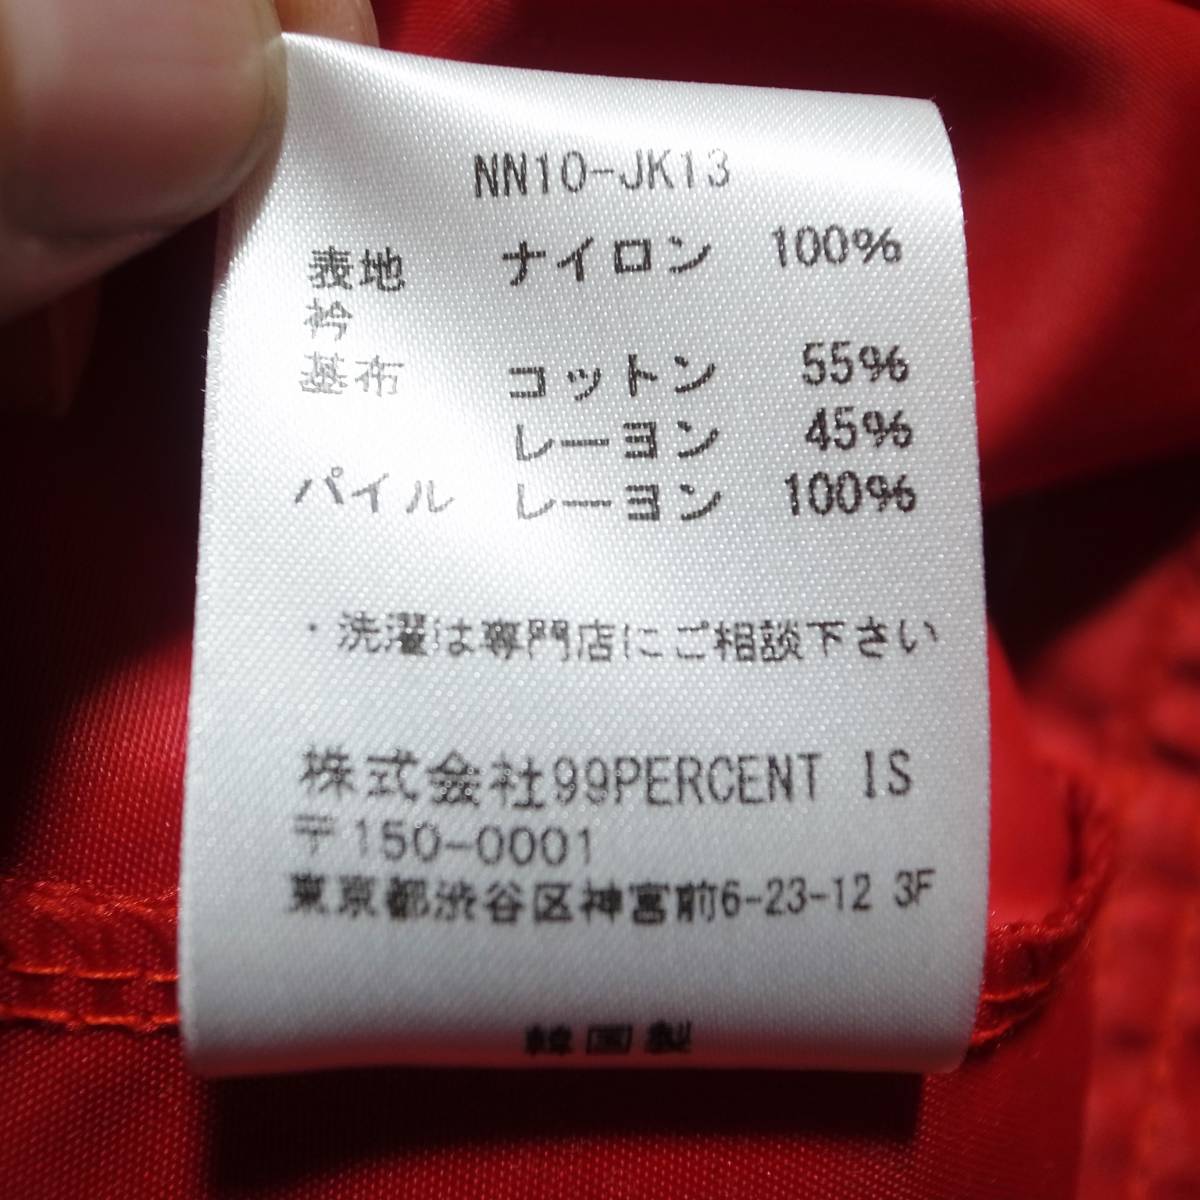 NN10-JK13
表地 ナイロン 100%
衿
基布 コットン 55%
レーヨン 45%
パイル レーヨン 100%
・洗濯は専門店にご相談下さい
株式会社99PERCENT IS
〒150-0001
東京都渋谷区神宮前6-23-12 3F
韓国製